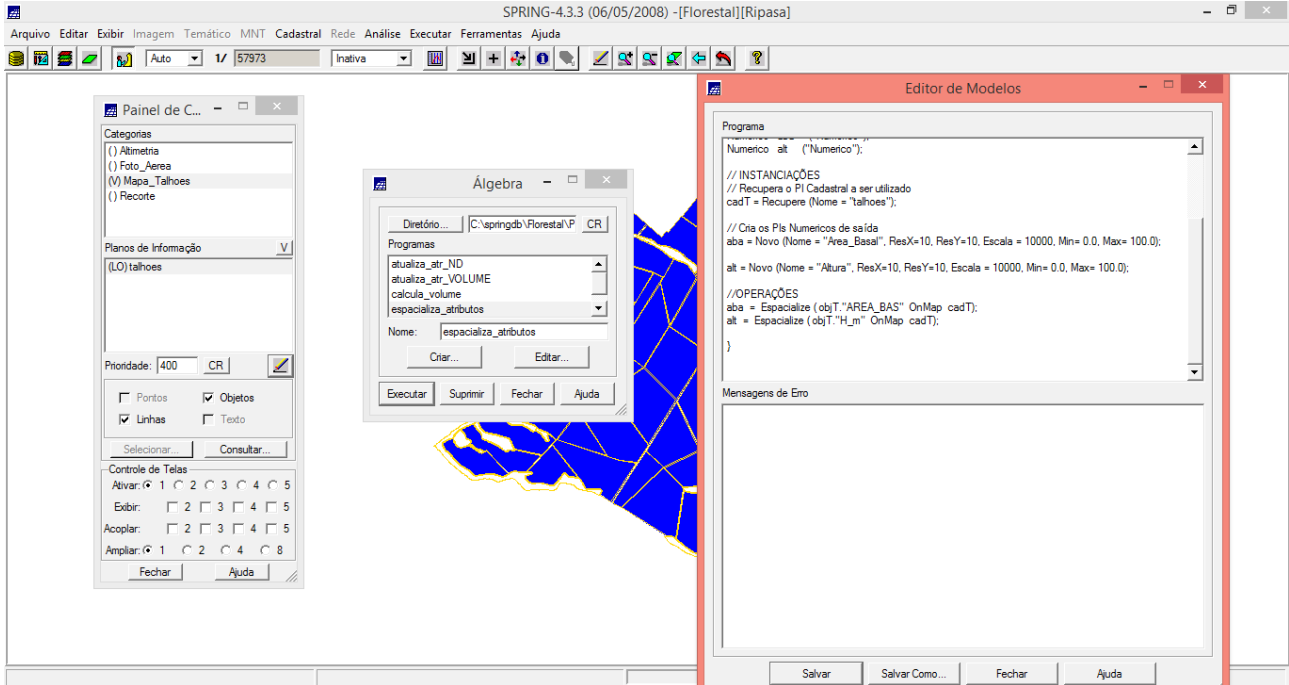 SPRING-4.3.3 (06/05/2008) -[Florestal][Ripasa]
Arquivo Editar Exibir Imagem Temático MNT Cadastral Rede Análise Executar Ferramentas Ajuda
Auto 1/ 57973 Inativa
Painel de C...
Categorias
( ) Altimetria
( ) Foto_Aerea
(V) Mapa_Talhoes
( ) Recorte
Planos de Informação V
(LO) talhoes
Prioridade: 400 CR
Pontos Objetos
Linhas Texto
Selecionar... Consultar...
Controle de Telas
Ativar: 1 2 3 4 5
Exibir: 2 3 4 5
Acoplar: 2 3 4 5
Ampliar: 1 2 4 8
Fechar Ajuda
Álgebra
Diretório... C:\springdb\Florestal\P CR
Programas
atualiza_atr_ND
atualiza_atr_VOLUME
calcula_volume
espacializa_atributos
Nome: espacializa_atributos
Criar... Editar...
Executar Suprimir Fechar Ajuda
Editor de Modelos
Programa
Numerico alt ("Numerico");
// INSTANCIAÇÕES
// Recupera o PI Cadastral a ser utilizado
cadT = Recupere (Nome = "talhoes");
// Cria os PIs Numericos de saída
aba = Novo (Nome = "Area_Basal", ResX=10, ResY=10, Escala = 10000, Min= 0.0, Max= 100.0);
alt = Novo (Nome = "Altura", ResX=10, ResY=10, Escala = 10000, Min= 0.0, Max= 100.0);
//OPERAÇÕES
aba = Espacialize ( objT."AREA_BAS" OnMap cadT);
alt = Espacialize ( objT."H_m" OnMap cadT);
}
Mensagens de Erro
Salvar Salvar Como... Fechar Ajuda